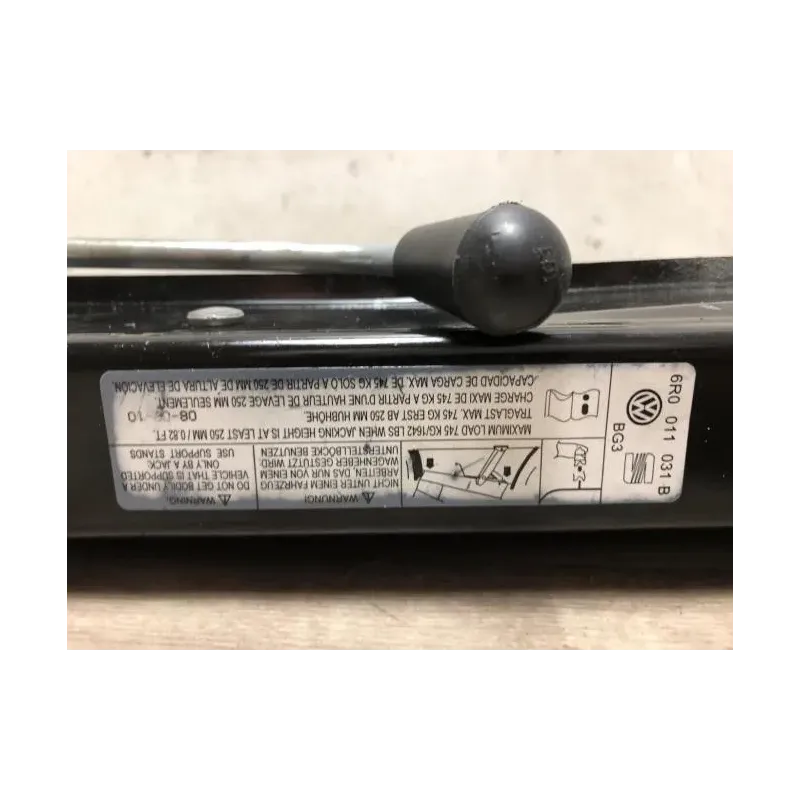 6R0 011 031 B
BG3
WARNUNG!
NICHT UNTER EINEM FAHRZEUG
ARBEITEN, DAS NUR VON EINEM
WAGENHEBER GESTÜTZT WIRD.
UNTERSTELLBÖCKE BENUTZEN
WARNING.
DO NOT GET BODILY UNDER A
VEHICLE THAT IS SUPPORTED
ONLY BY A JACK.
USE SUPPORT STANDS
MAXIMUM LOAD 745 KG/1642 LBS WHEN JACKING HEIGHT IS AT LEAST 250 MM / 0.82 FT.
TRAGLAST MAX. 745 KG ERST AB 250 MM HUBHÖHE.
CHARGE MAXI DE 745 KG A PARTIR D'UNE HAUTEUR DE LEVAGE 250 MM SEULEMENT.
CAPACIDAD DE CARGA MAX. DE 745 KG SOLO A PARTIR DE 250 MM DE ALTURA DE ELEVACIÓN.